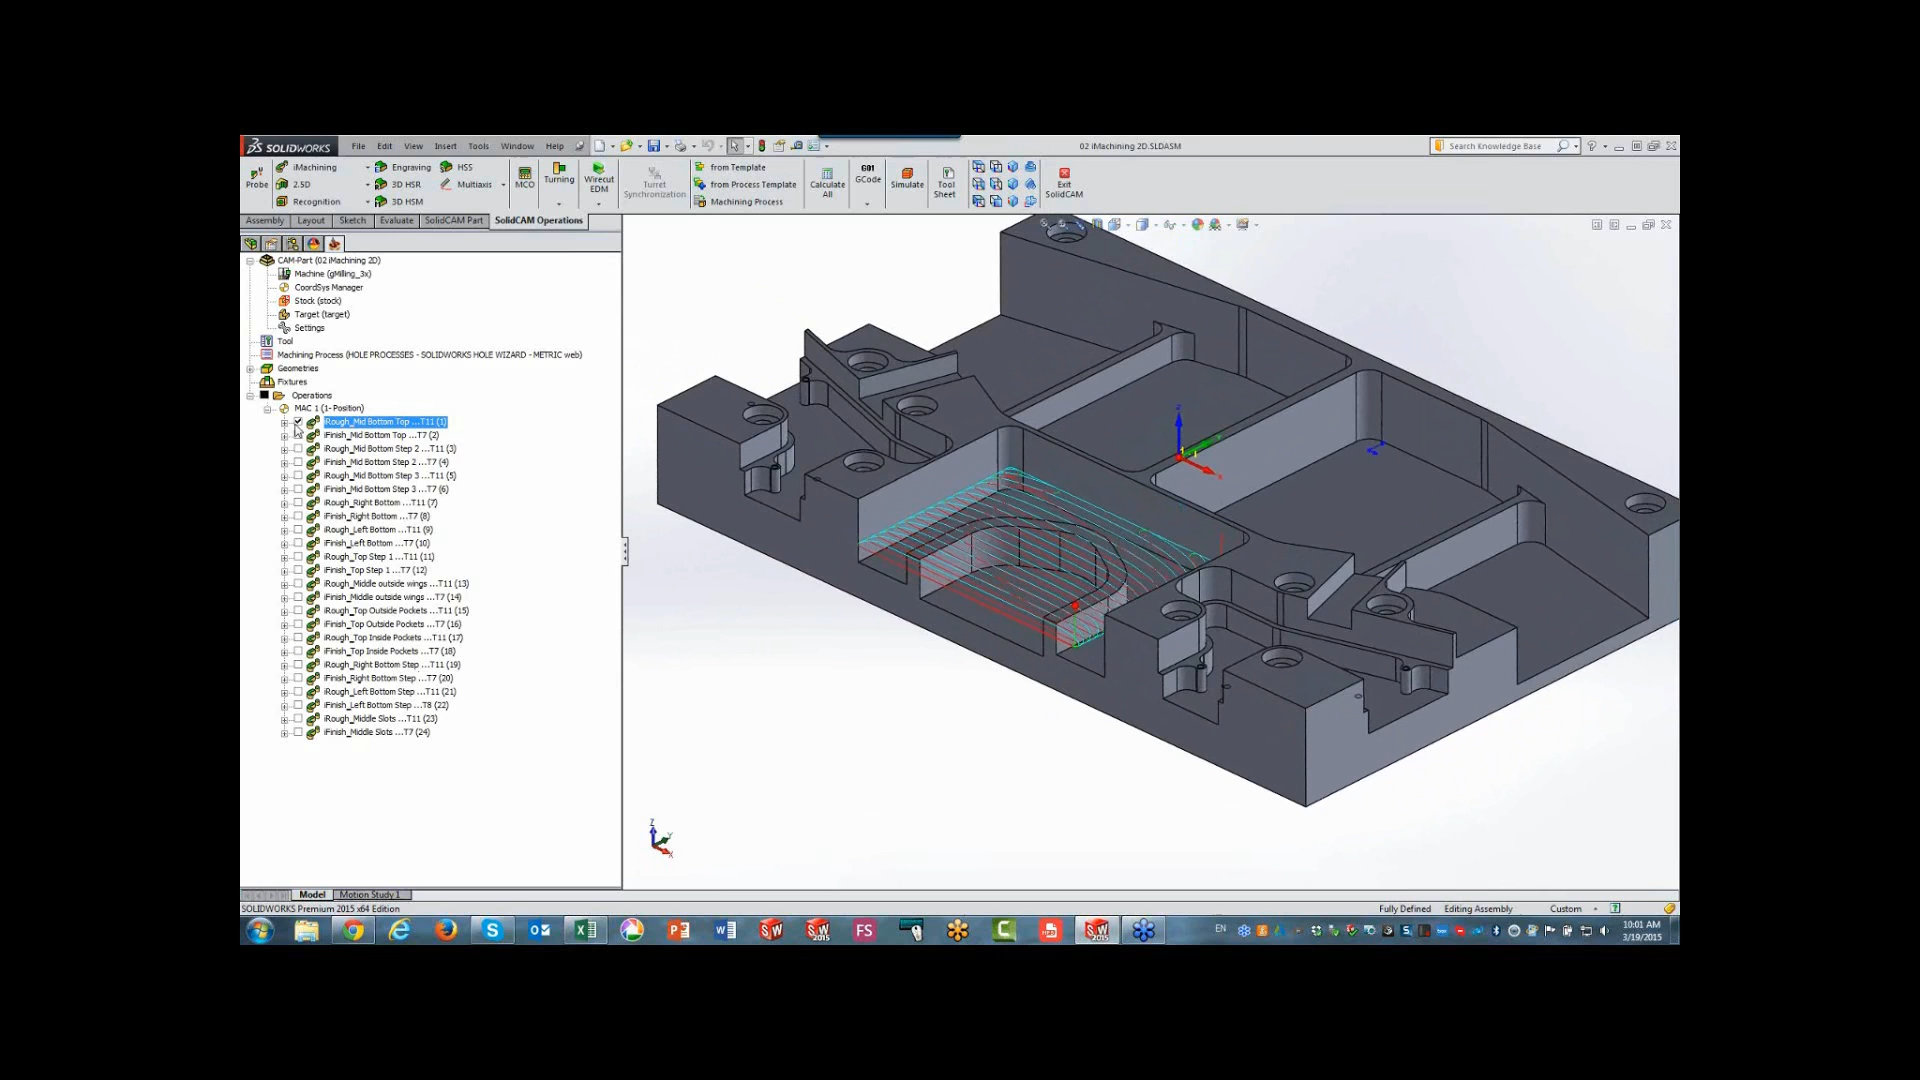 SOLIDWORKS File Edit View Insert Tools Window Help 02 iMachining 2D.SLDASM Search Knowledge Base
Probe iMachining Engraving HSS MCO Turning Wirecut EDM Turret Synchronization from Template Calculate All G01 GCode Simulate Tool Sheet Exit SolidCAM
2.5D 3D HSR Multiaxis from Process Template
Recognition 3D HSM Machining Process
Assembly Layout Sketch Evaluate SolidCAM Part SolidCAM Operations
CAM-Part (02 iMachining 2D)
Machine (gMilling_3x)
CoordSys Manager
Stock (stock)
Target (target)
Settings
Tool
Machining Process (HOLE PROCESSES - SOLIDWORKS HOLE WIZARD - METRIC web)
Geometries
Fixtures
Operations
MAC 1 (1- Position)
iRough_Mid Bottom Top ...T11 (1)
iFinish_Mid Bottom Top ...T7 (2)
iRough_Mid Bottom Step 2 ...T11 (3)
iFinish_Mid Bottom Step 2 ...T7 (4)
iRough_Mid Bottom Step 3 ...T11 (5)
iFinish_Mid Bottom Step 3 ...T7 (6)
iRough_Right Bottom ...T11 (7)
iFinish_Right Bottom ...T7 (8)
iRough_Left Bottom ...T11 (9)
iFinish_Left Bottom ...T7 (10)
iRough_Top Step 1 ...T11 (11)
iFinish_Top Step 1 ...T7 (12)
iRough_Middle outside wings ...T11 (13)
iFinish_Middle outside wings ...T7 (14)
iRough_Top Outside Pockets ...T11 (15)
iFinish_Top Outside Pockets ...T7 (16)
iRough_Top Inside Pockets ...T11 (17)
iFinish_Top Inside Pockets ...T7 (18)
iRough_Right Bottom Step ...T11 (19)
iFinish_Right Bottom Step ...T7 (20)
iRough_Left Bottom Step ...T11 (21)
iFinish_Left Bottom Step ...T8 (22)
iRough_Middle Slots ...T11 (23)
iFinish_Middle Slots ...T7 (24)
Z
X
Model Motion Study 1
SOLIDWORKS Premium 2015 x64 Edition Fully Defined Editing Assembly Custom
EN 10:01 AM
3/19/2015